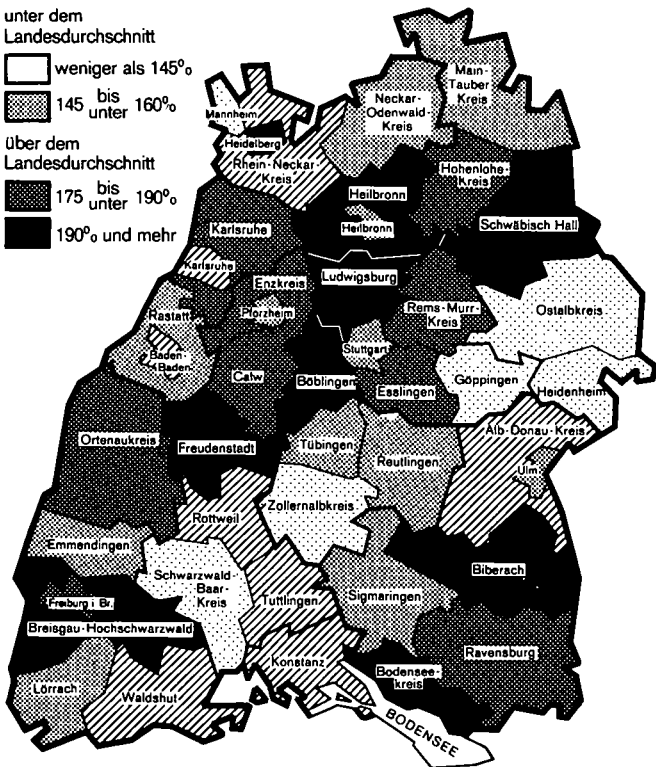 unter dem
Landesdurchschnitt
weniger als 145%
145 bis unter 160%
über dem
Landesdurchschnitt
175 bis unter 190%
190% und mehr
Main-
Tauber
Kreis
Neckar-
Odenwald-
Kreis
Mannheim
Heidelberg
Rhein-Neckar-
Kreis
Hohenlohe-
Kreis
Heilbronn
Heilbronn
Schwäbisch Hall
Karlsruhe
Karlsruhe
Ludwigsburg
Enzkreis
Pforzheim
Rems-Murr-
Kreis
Ostalbkreis
Rastatt
Baden-
Baden
Stuttgart
Calw
Böblingen
Esslingen
Göppingen
Heidenheim
Alb-Donau-Kreis
Ulm
Ortenaukreis
Freudenstadt
Tübingen
Reutlingen
Zollernalbkreis
Rottweil
Emmendingen
Schwarzwald-
Baar-
Kreis
Biberach
Freiburg i Br.
Breisgau-Hochschwarzwald
Tuttlingen
Sigmaringen
Ravensburg
Konstanz
Bodensee-
kreis
Lörrach
Waldshut
BODENSEE